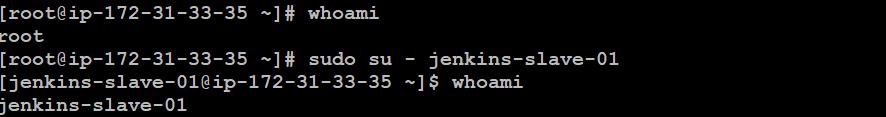 [root@ip-172-31-33-35 ~]# whoami
root
[root@ip-172-31-33-35 ~]# sudo su - jenkins-slave-01
[jenkins-slave-01@ip-172-31-33-35 ~]$ whoami
jenkins-slave-01